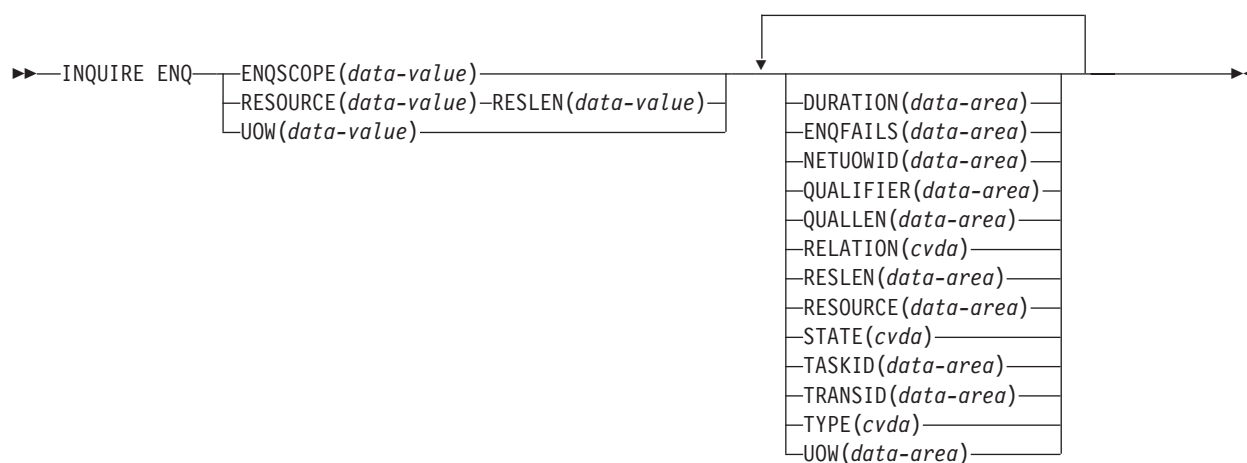 INQUIRE ENQ
ENQSCOPE(data-value)
RESOURCE(data-value) RESLEN(data-value)
UOW(data-value)
DURATION(data-area)
ENQFAILS(data-area)
NETUOWID(data-area)
QUALIFIER(data-area)
QUALLEN(data-area)
RELATION(cvda)
RESLEN(data-area)
RESOURCE(data-area)
STATE(cvda)
TASKID(data-area)
TRANSID(data-area)
TYPE(cvda)
UOW(data-area)